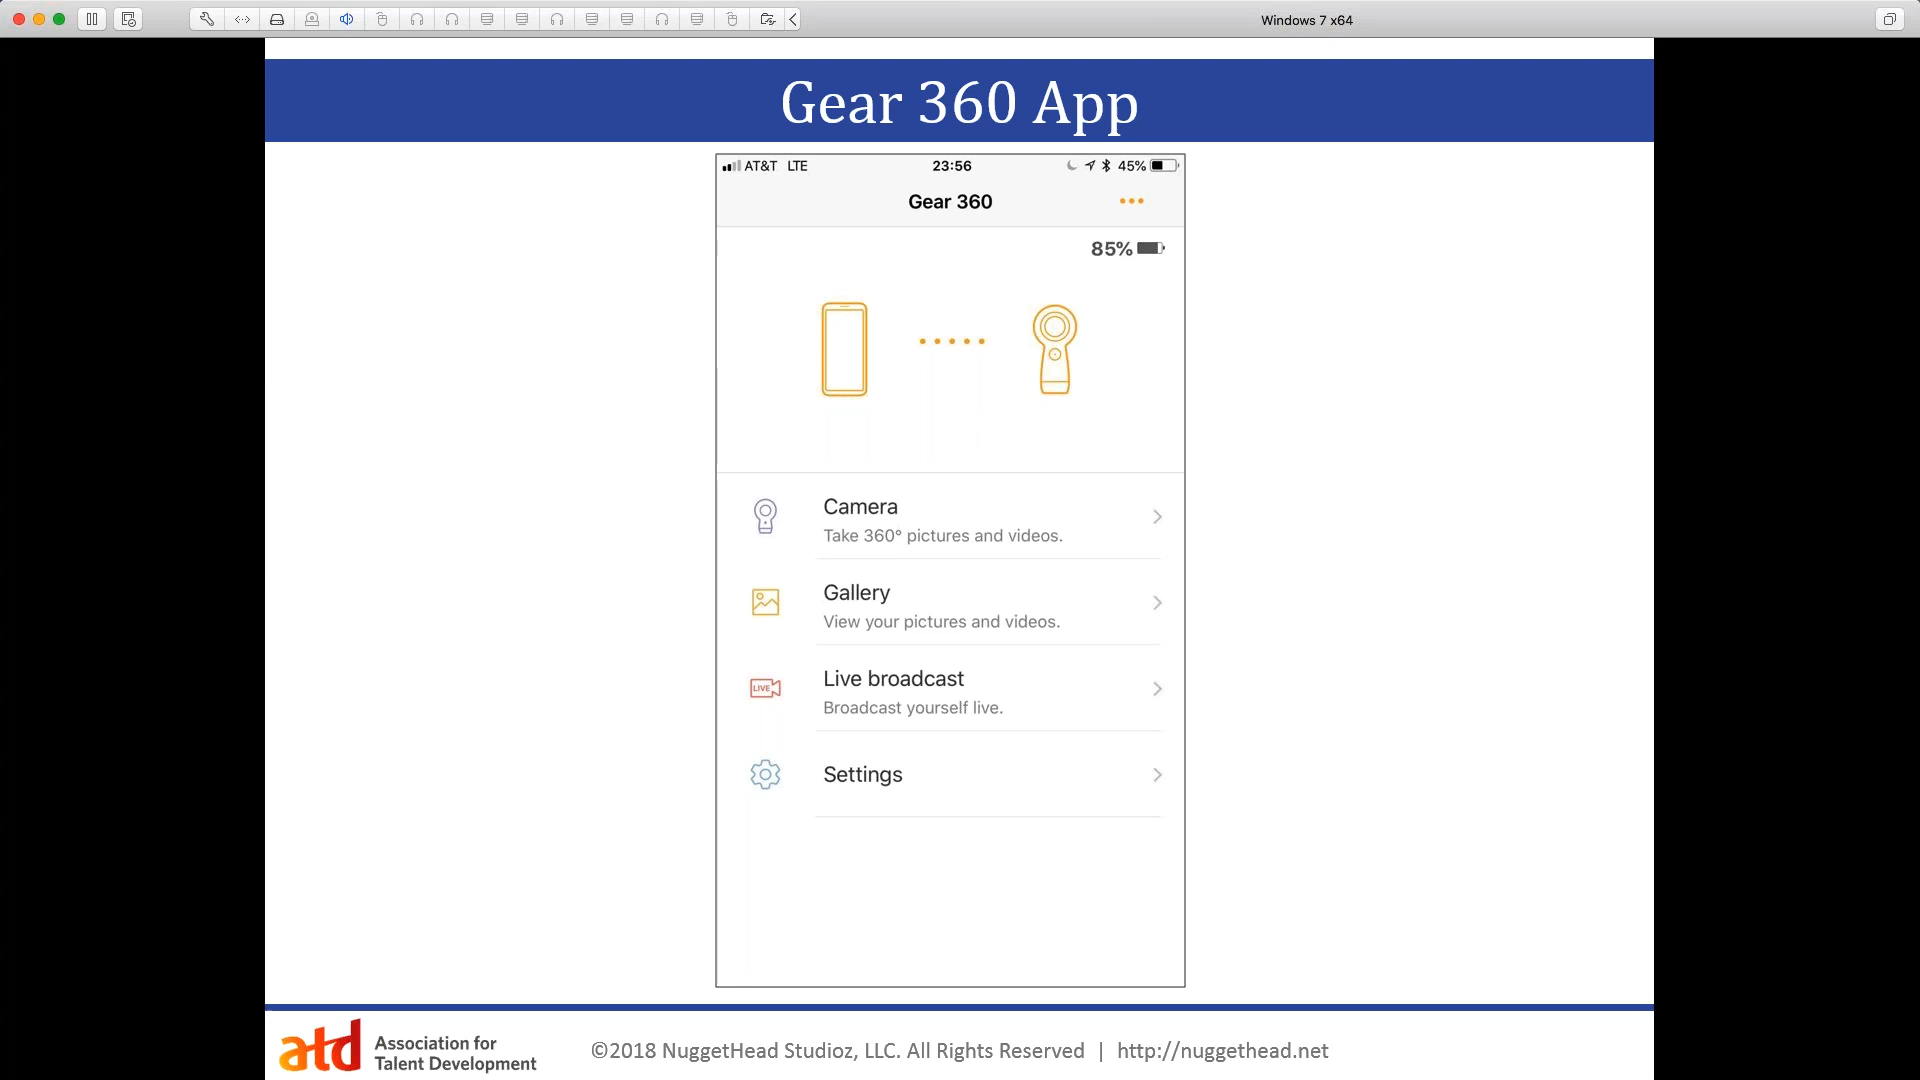 Windows 7 x64
Gear 360 App
AT&T LTE 23:56 45%
Gear 360
85%
Camera
Take 360° pictures and videos.
Gallery
View your pictures and videos.
LIVE
Live broadcast
Broadcast yourself live.
Settings
atd Association for
Talent Development
©2018 NuggetHead Studioz, LLC. All Rights Reserved | http://nuggethead.net